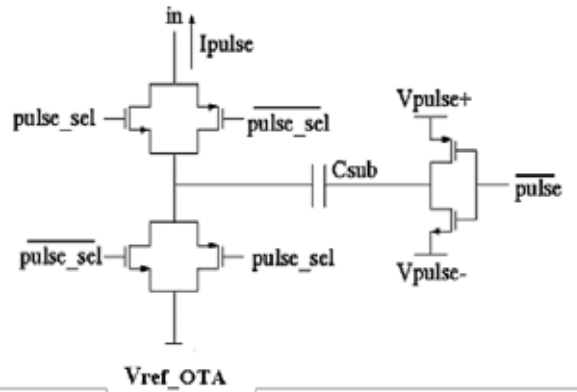 in
Ipulse
pulse_sel
pulse_sel
Vpulse+
Csub
pulse
pulse_sel
pulse_sel
Vpulse-
Vref_OTA